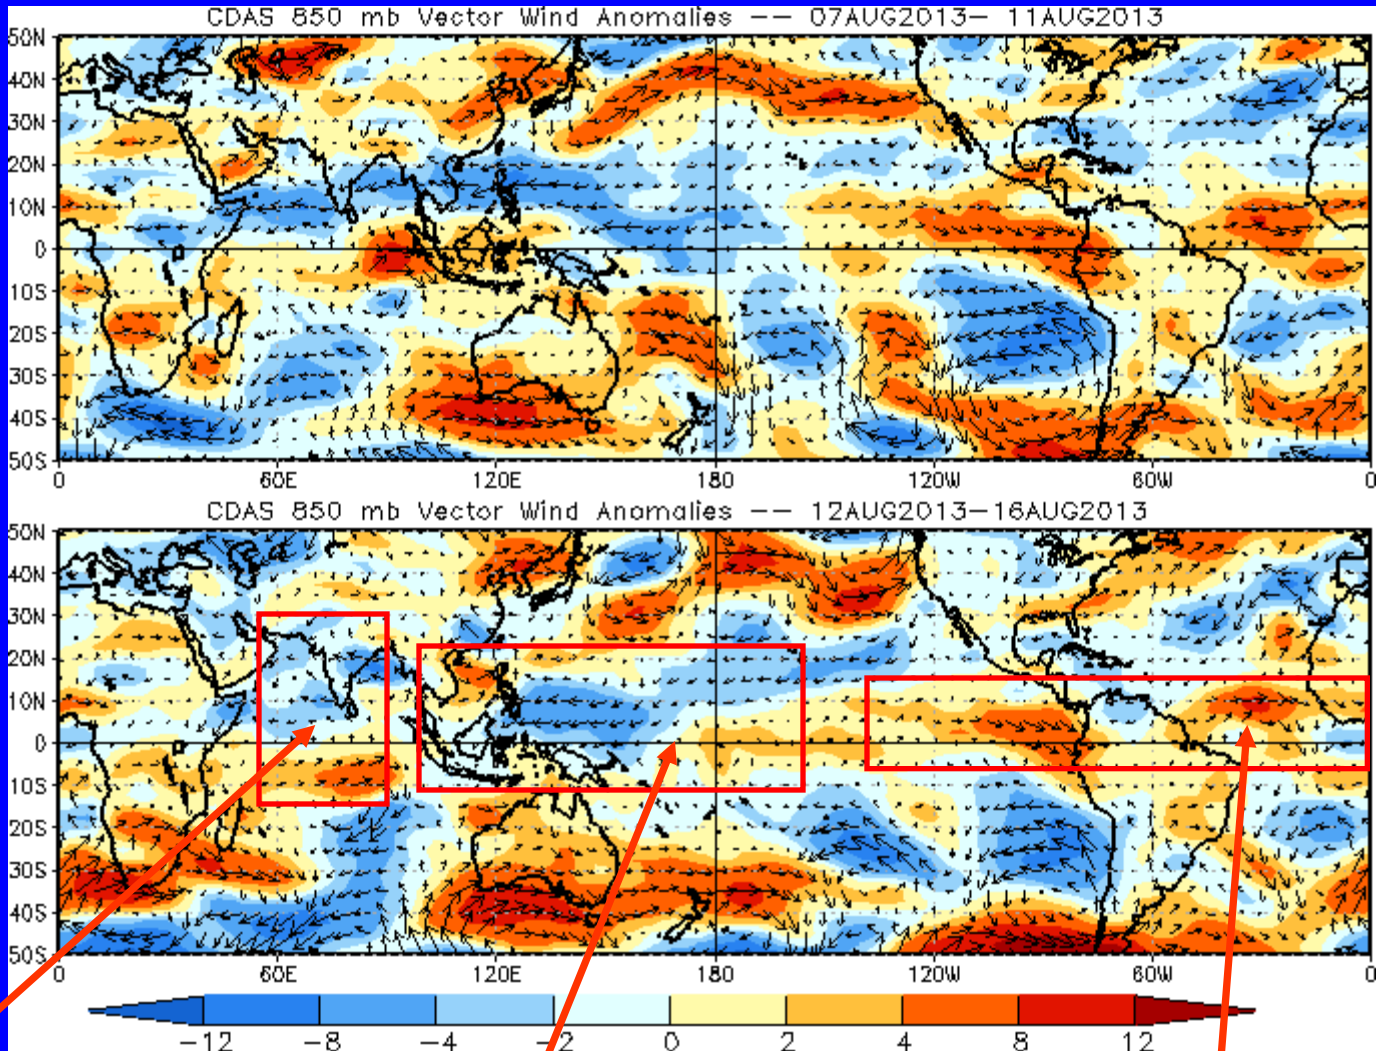 CDAS 850 mb Vector Wind Anomalies -- 07AUG2013- 11AUG2013
50N
40N
30N
20N
10N
0
10S
20S
30S
40S
50S
0 60E 120E 180 120W 60W 0
CDAS 850 mb Vector Wind Anomalies -- 12AUG2013-16AUG2013
50N
40N
30N
20N
10N
0
10S
20S
30S
40S
50S
0 60E 120E 180 120W 60W 0
-12 -8 -4 -2 0 2 4 8 12